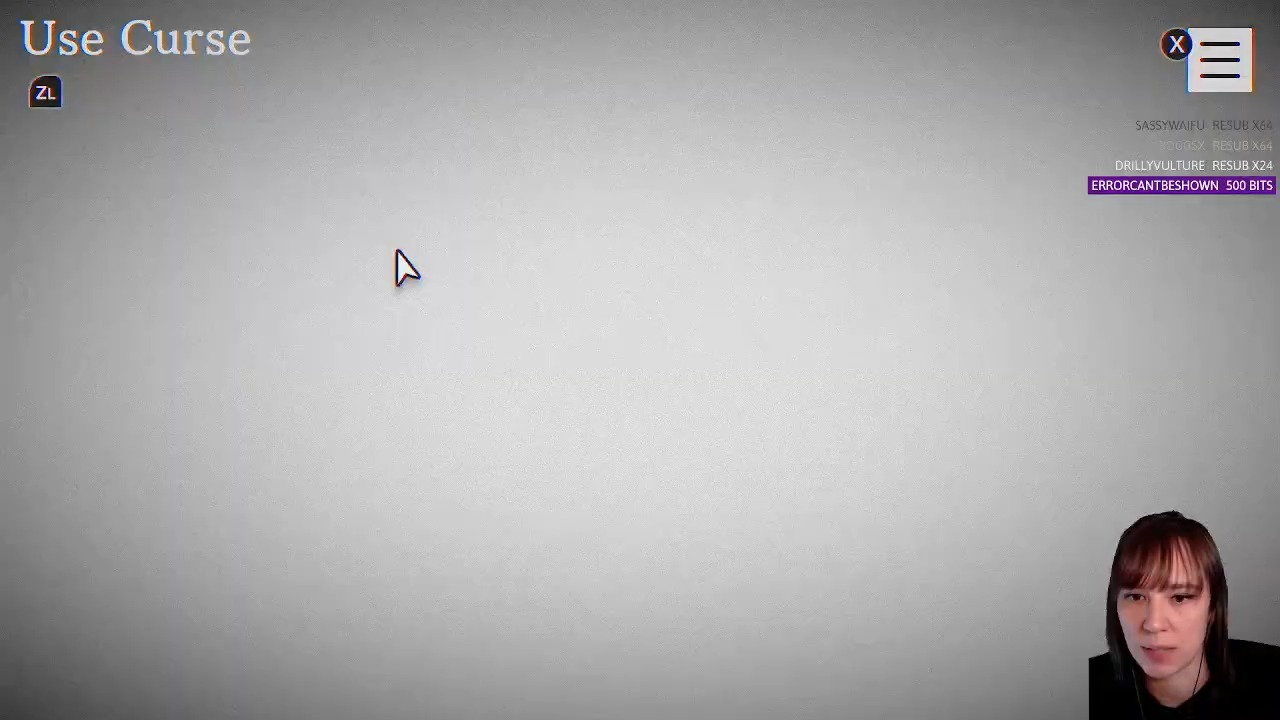 Use Curse
ZL
X
SASSYWAIFU RESUB X64
RESUB X64
DRILLYVULTURE RESUB X24
ERRORCANTBESHOWN 500 BITS